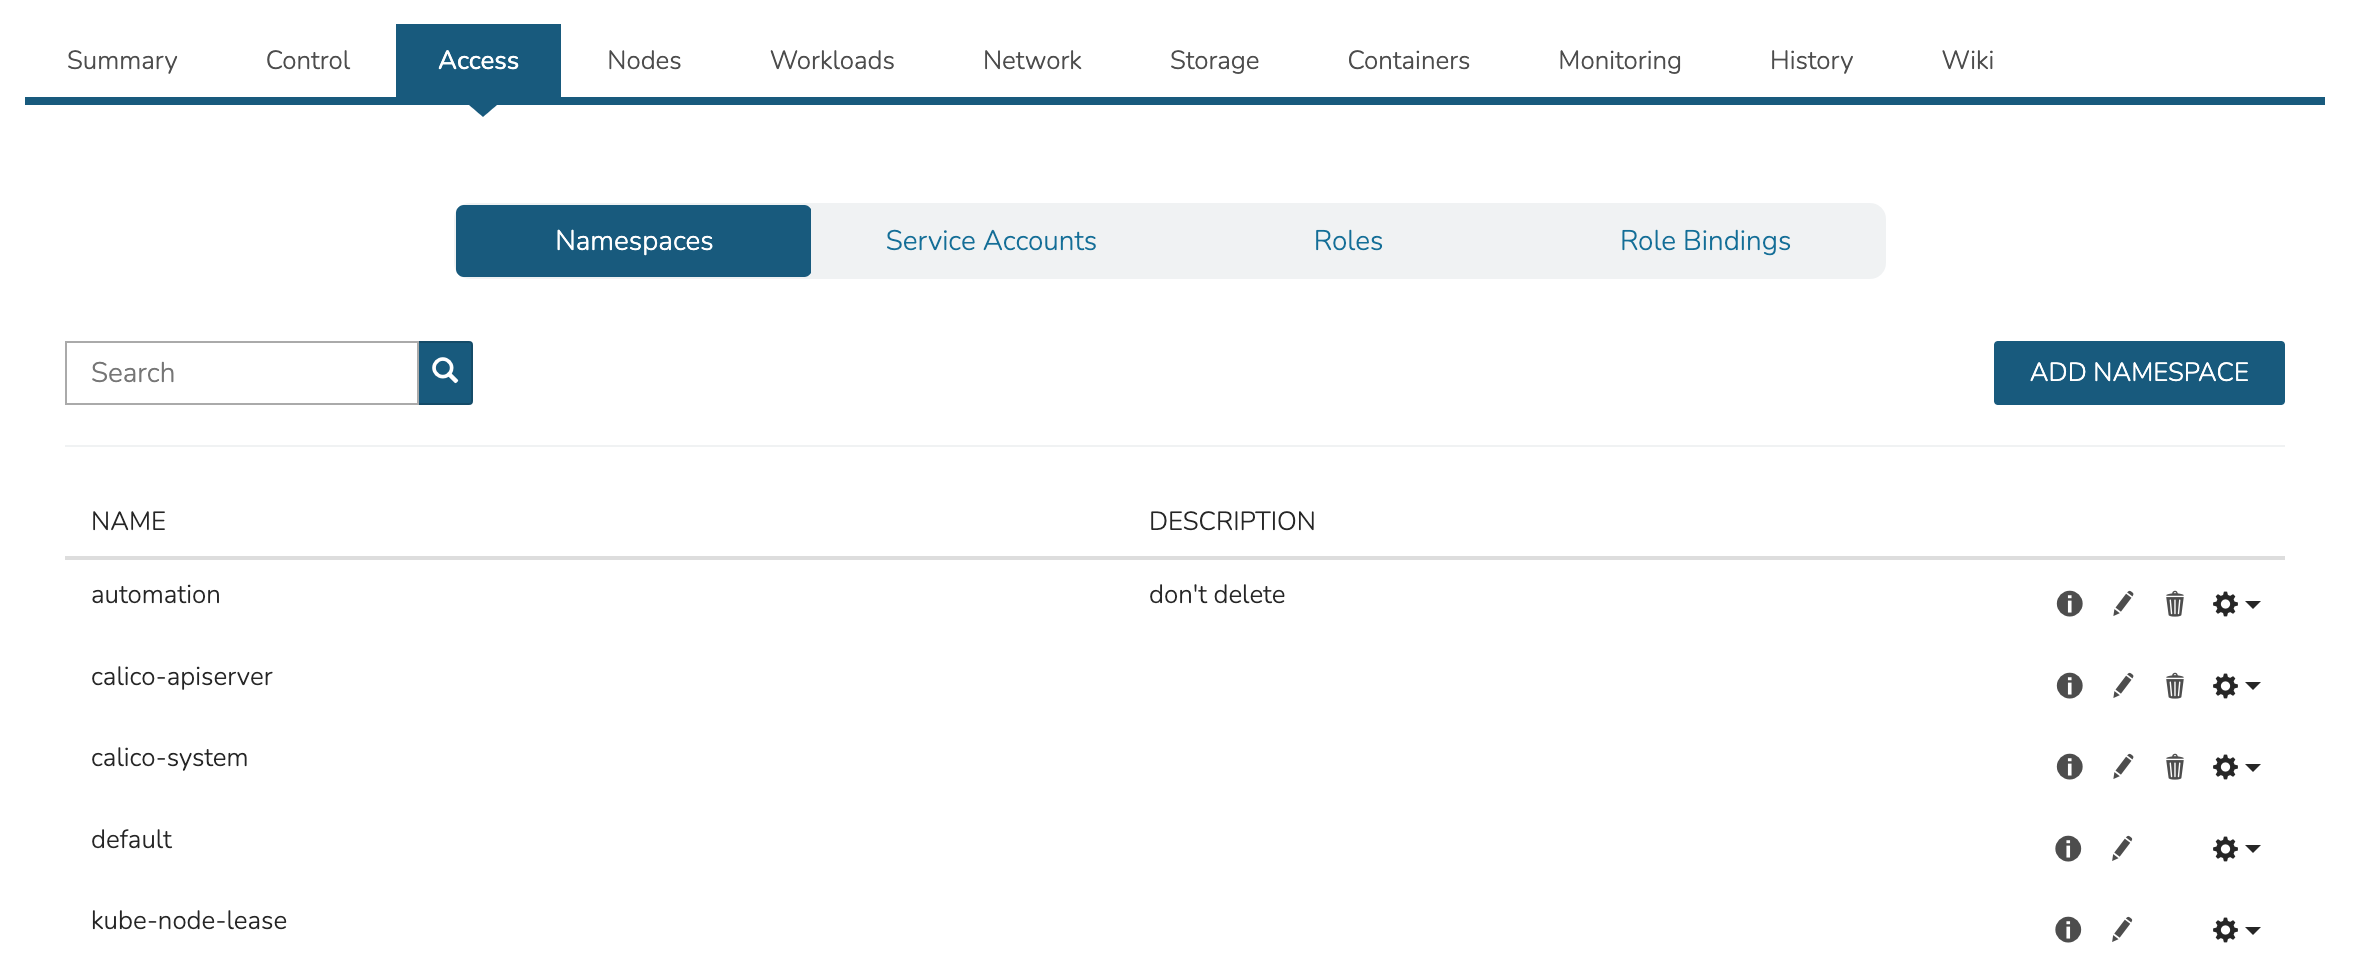 Summary Control Access Nodes Workloads Network Storage Containers Monitoring History Wiki
Namespaces Service Accounts Roles Role Bindings
Search ADD NAMESPACE
NAME DESCRIPTION
automation don't delete
calico-apiserver
calico-system
default
kube-node-lease